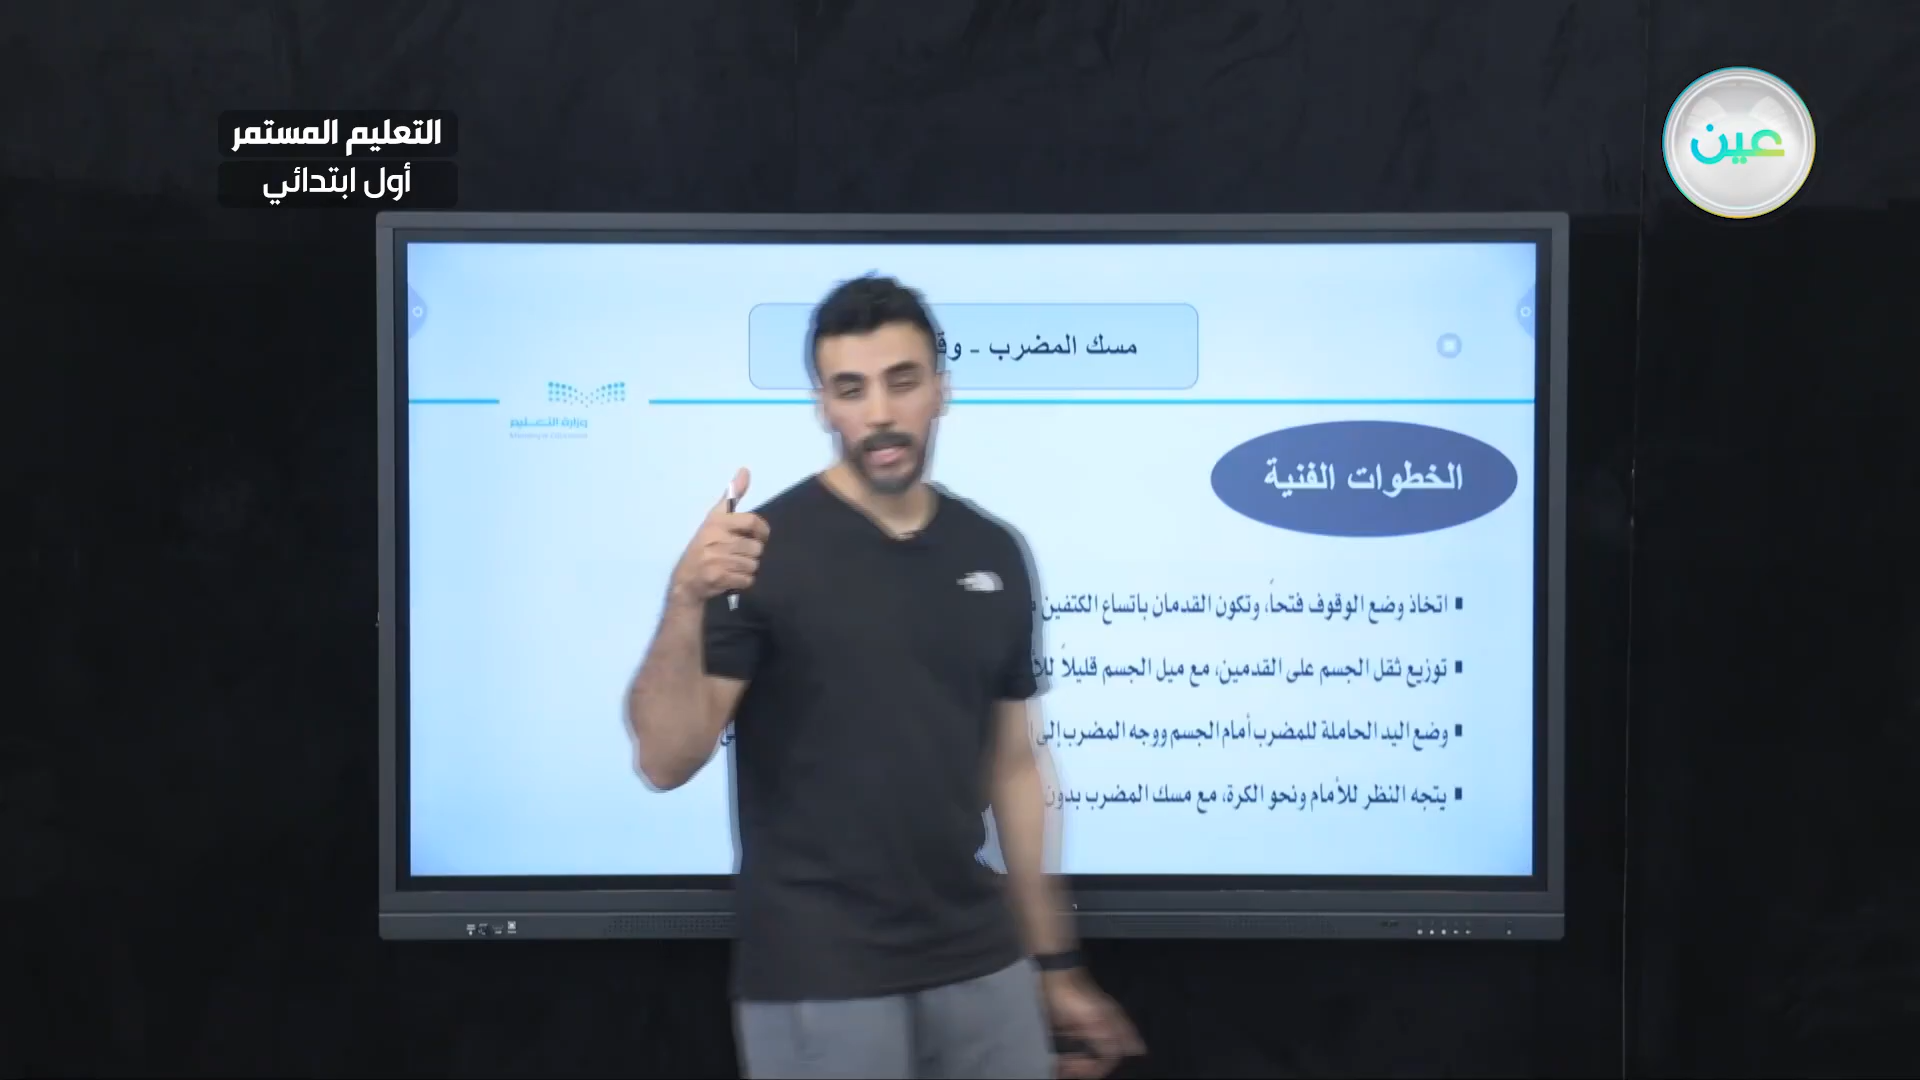 التعليم المستمر
أول ابتدائي
عين
مسك المضرب -
وزارة التعليم
الخطوات الفنية
▪ اتخاذ وضع الوقوف فتحاً، وتكون القدمان باتساع الكتفين
▪ توزيع ثقل الجسم على القدمين، مع ميل الجسم قليلاً
▪ وضع اليد الحاملة للمضرب أمام الجسم ووجه المضرب إلى
▪ يتجه النظر للأمام ونحو الكرة، مع مسك المضرب بدون